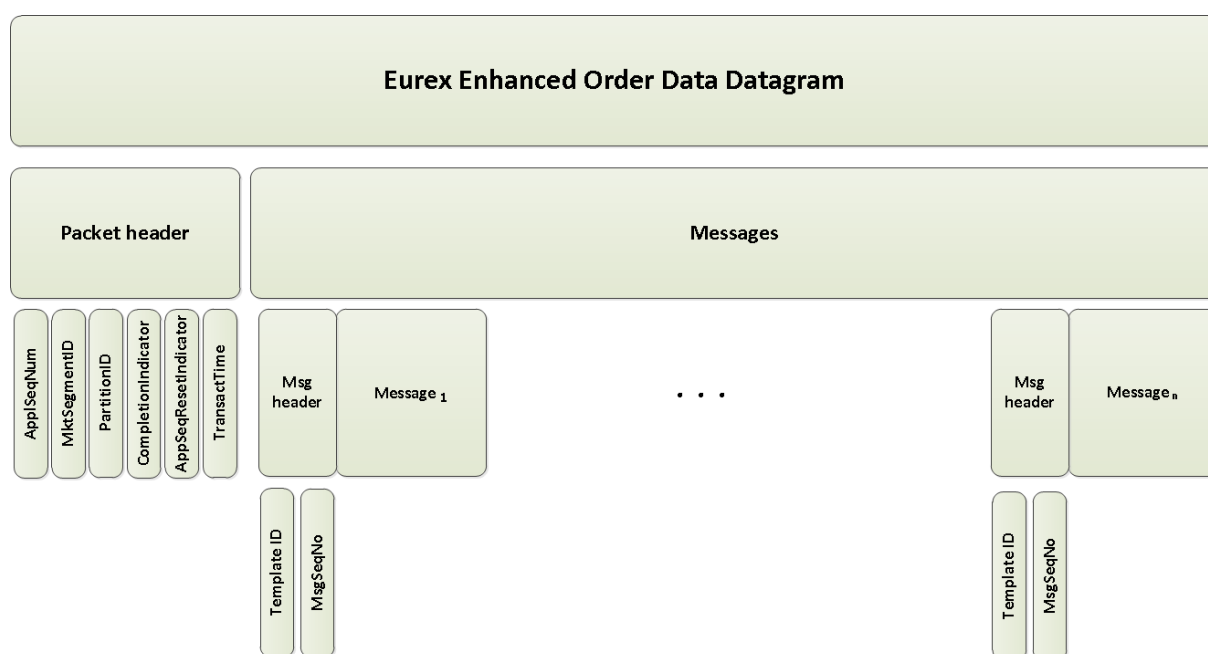 Eurex Enhanced Order Data Datagram
Packet header
Messages
ApplSeqNum
MktSegmentID
PartitionID
CompletionIndicator
AppSeqResetIndicator
TransactTime
Msg
header
Message 1
. . .
Msg
header
Message n
Template ID
MsgSeqNo
Template ID
MsgSeqNo